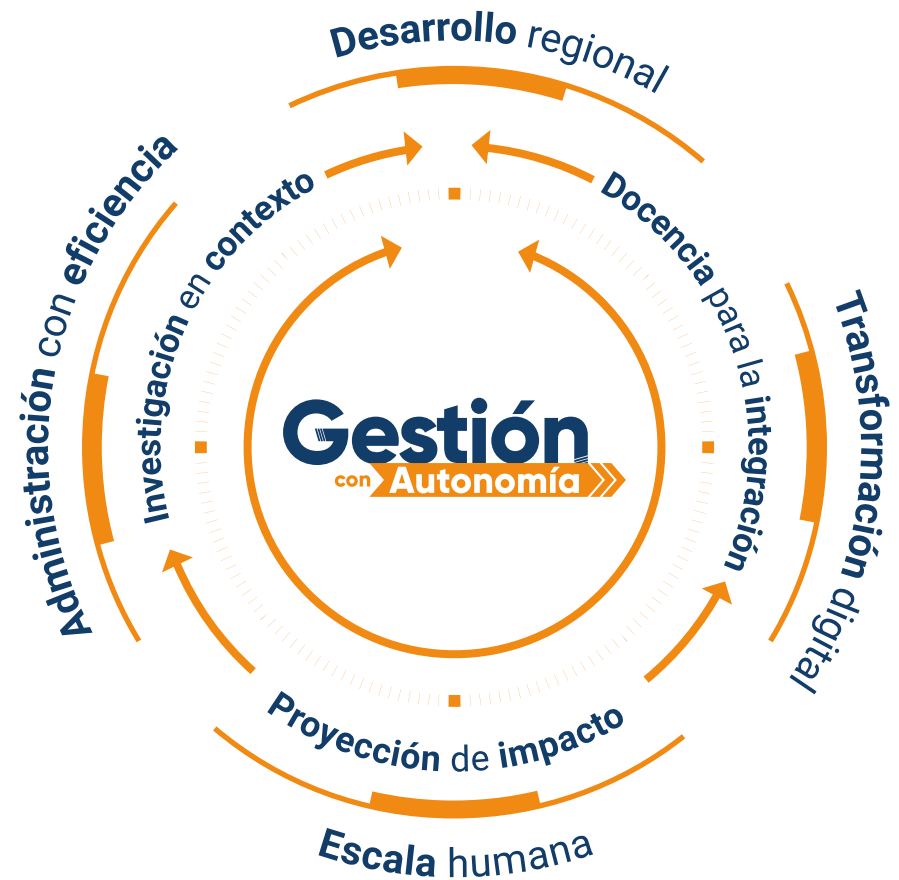 Desarrollo regional
Administración con eficiencia
Investigación en contexto
Docencia para la integración
Transformación digital
Gestión
con Autonomía
Proyección de impacto
Escala humana